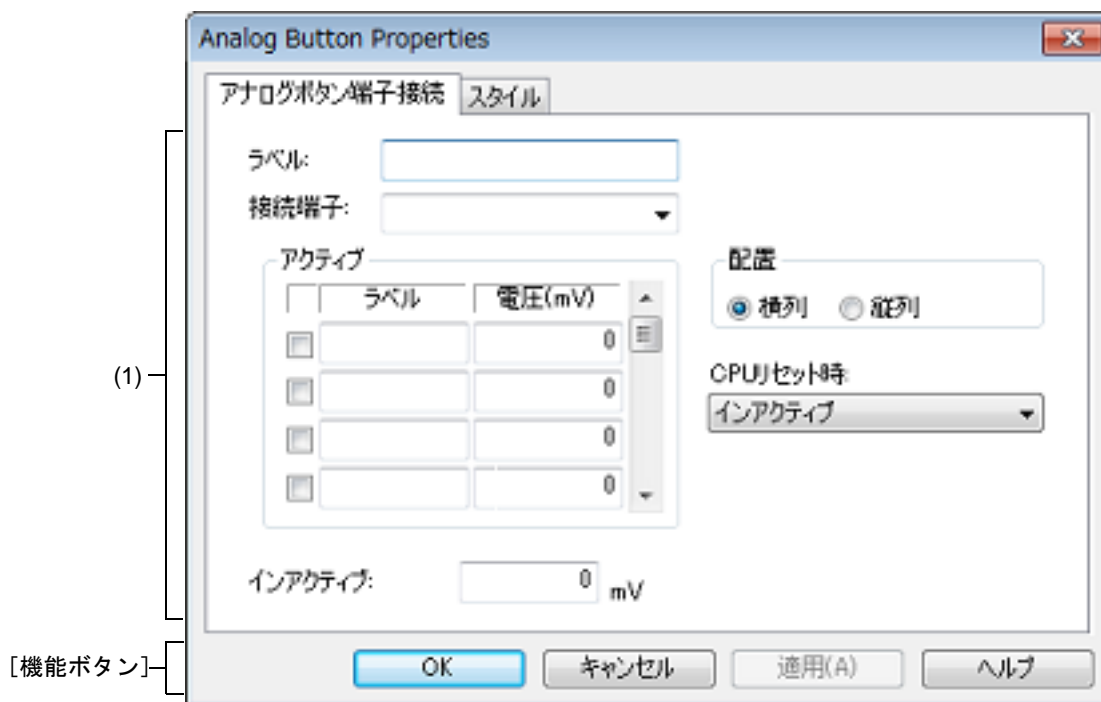 Analog Button Properties
アナログボタン端子接続 スタイル
ラベル:
接続端子:
アクティブ
ラベル 電圧(mV)
0
0
0
0
配置
横列 縦列
CPUリセット時:
インアクティブ
インアクティブ: 0 mV
(1)
[機能ボタン]
OK キャンセル 適用(A) ヘルプ